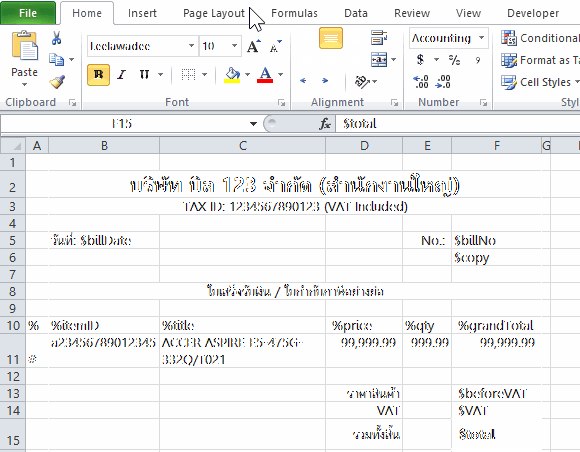 File Home Insert Page Layout Formulas Data Review View Developer
Leelawadee 10 A A Accounting Conditional
Paste B I U A $ % , Format as Ta
.00 .0 Cell Styles
Clipboard Font Alignment Number Styl
F15 fx $total
A B C D E F G
1
2 บริษัท บิล 123 จำกัด (สำนักงานใหญ่)
3 TAX ID: 1234567890123 (VAT Included)
4
5 วันที่: $billDate No.: $billNo
6 $copy
7
8 ใบเสร็จรับเงิน / ใบกำกับภาษีอย่างย่อ
9
10 % %itemID %title %price %qty %grandTotal
a23456789012345 ACCER ASPIRE E5-475G- 99,999.99 999.99 99,999.99
11 # 332Q/T021
12
13 ราคาสินค้า $beforeVAT
14 VAT $VAT
15 รวมทั้งสิ้น $total